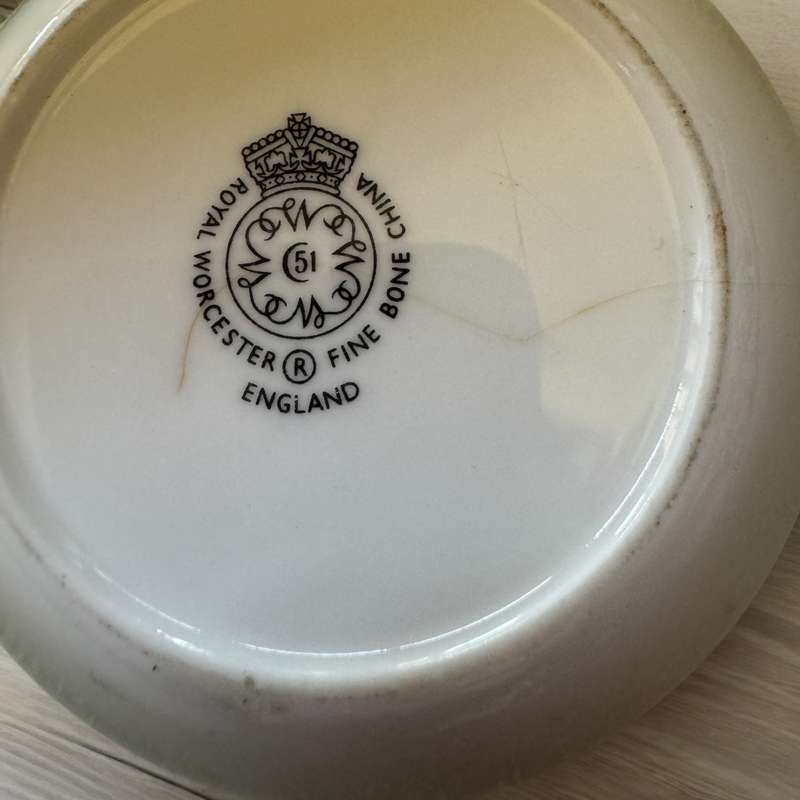 ROYAL WORCESTER ® FINE BONE CHINA
51
ENGLAND